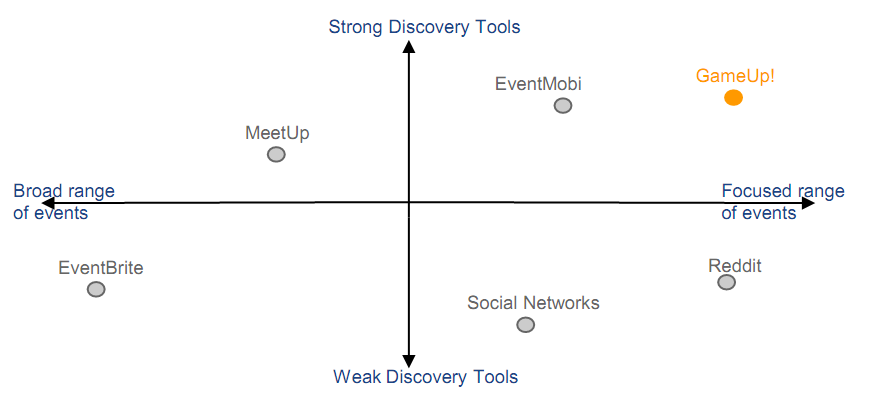 Strong Discovery Tools
GameUp!
EventMobi
MeetUp
Broad range
of events
Focused range
of events
EventBrite
Reddit
Social Networks
Weak Discovery Tools